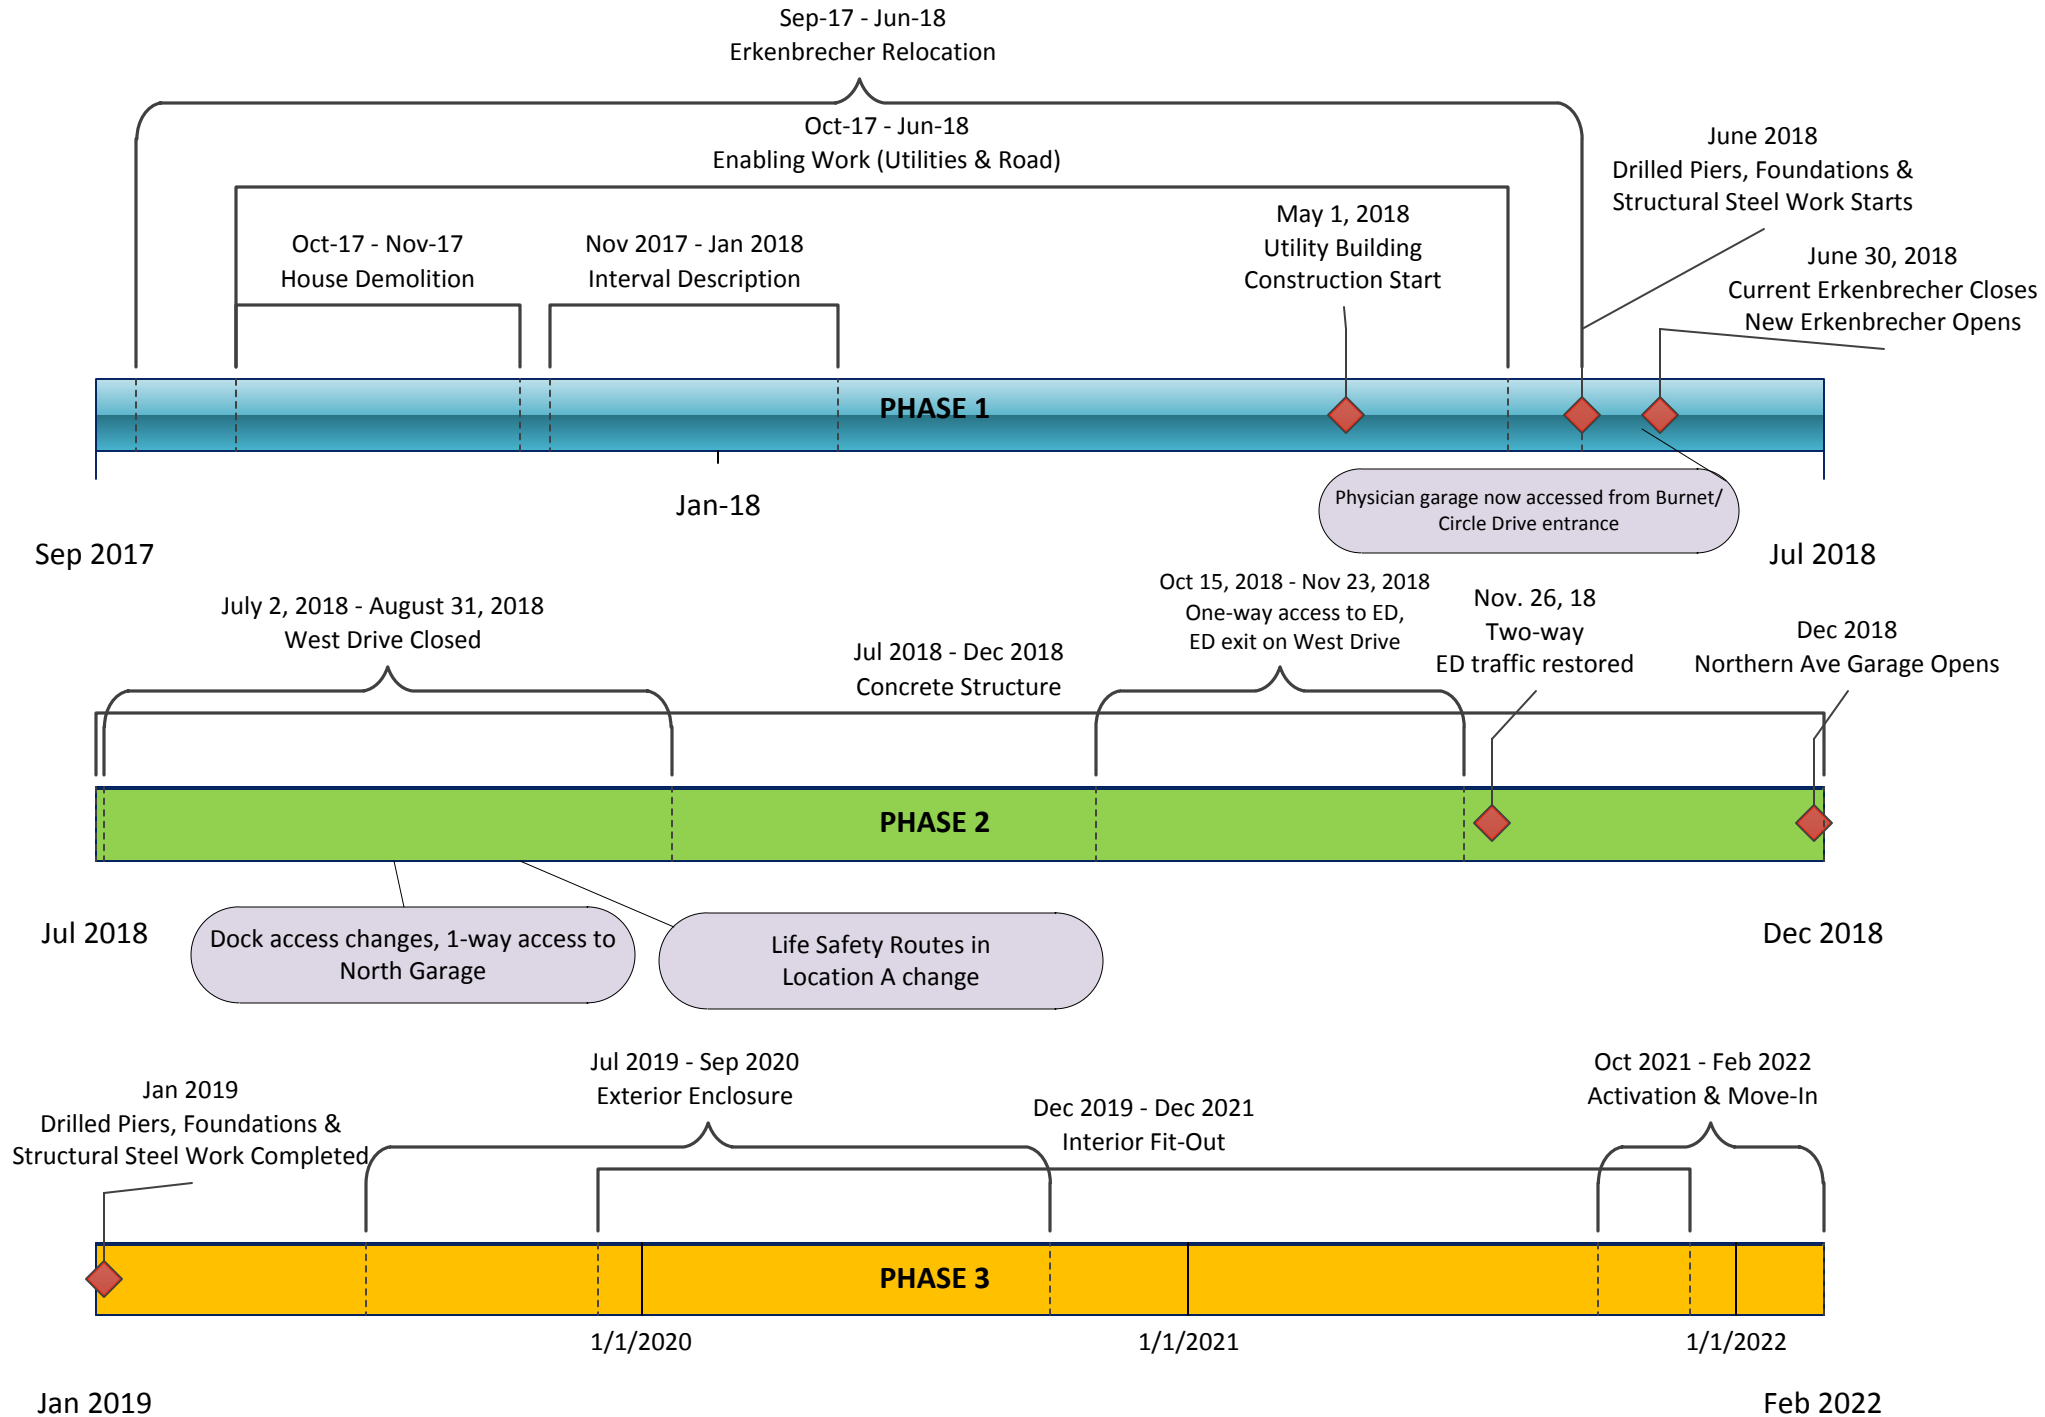 Sep-17 - Jun-18
Erkenbrecher Relocation
Oct-17 - Jun-18
Enabling Work (Utilities & Road)
Oct-17 - Nov-17
House Demolition
Nov 2017 - Jan 2018
Interval Description
May 1, 2018
Utility Building
Construction Start
June 2018
Drilled Piers, Foundations &
Structural Steel Work Starts
June 30, 2018
Current Erkenbrecher Closes
New Erkenbrecher Opens
PHASE 1
Jan-18
Physician garage now accessed from Burnet/
Circle Drive entrance
Sep 2017
Jul 2018
July 2, 2018 - August 31, 2018
West Drive Closed
Jul 2018 - Dec 2018
Concrete Structure
Oct 15, 2018 - Nov 23, 2018
One-way access to ED,
ED exit on West Drive
Nov. 26, 18
Two-way
ED traffic restored
Dec 2018
Northern Ave Garage Opens
PHASE 2
Jul 2018
Dec 2018
Dock access changes, 1-way access to
North Garage
Life Safety Routes in
Location A change
Jan 2019
Drilled Piers, Foundations &
Structural Steel Work Completed
Jul 2019 - Sep 2020
Exterior Enclosure
Dec 2019 - Dec 2021
Interior Fit-Out
Oct 2021 - Feb 2022
Activation & Move-In
PHASE 3
1/1/2020
1/1/2021
1/1/2022
Jan 2019
Feb 2022